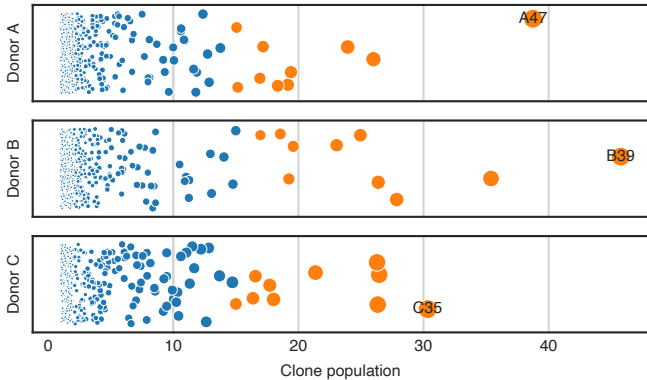 Donor A
A47
Donor B
B39
Donor C
C35
0 10 20 30 40
Clone population